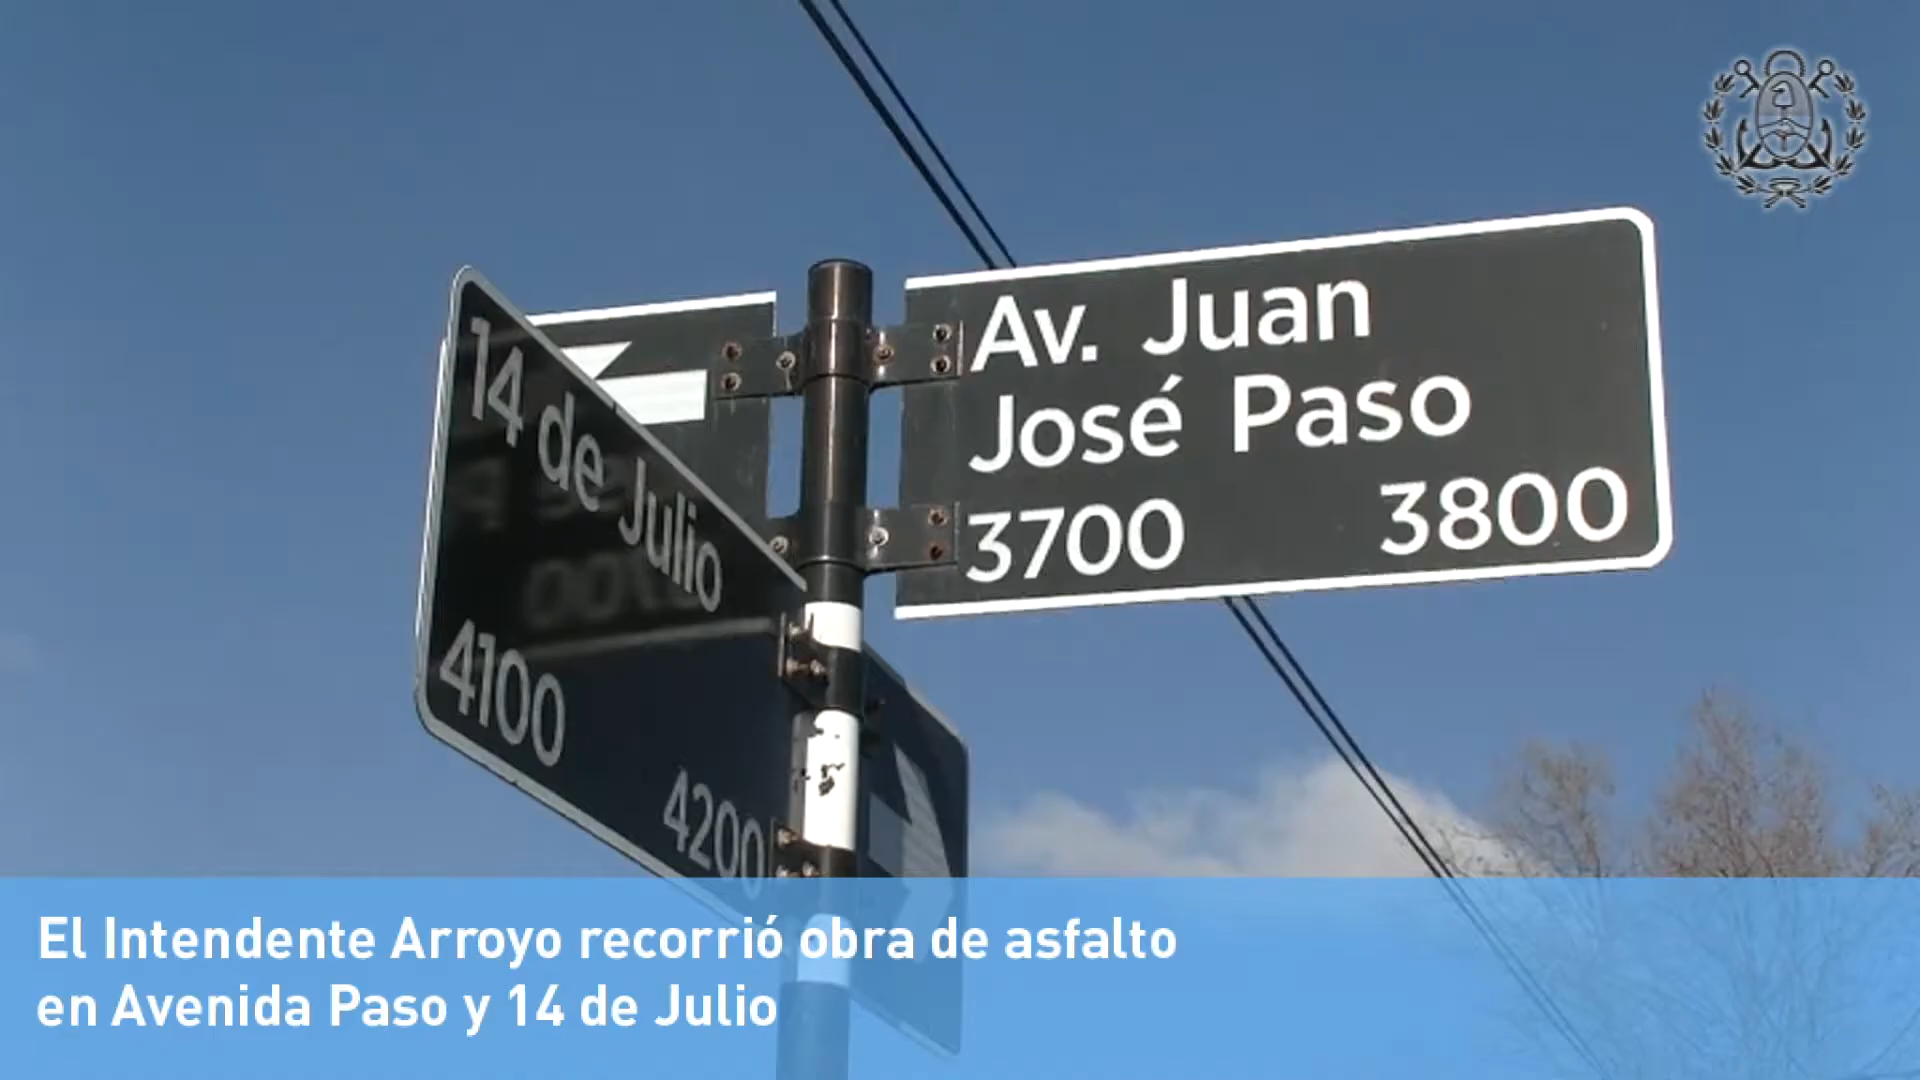 Av. Juan
José Paso
3700 3800
14 de Julio
4100 4200
El Intendente Arroyo recorrió obra de asfalto
en Avenida Paso y 14 de Julio